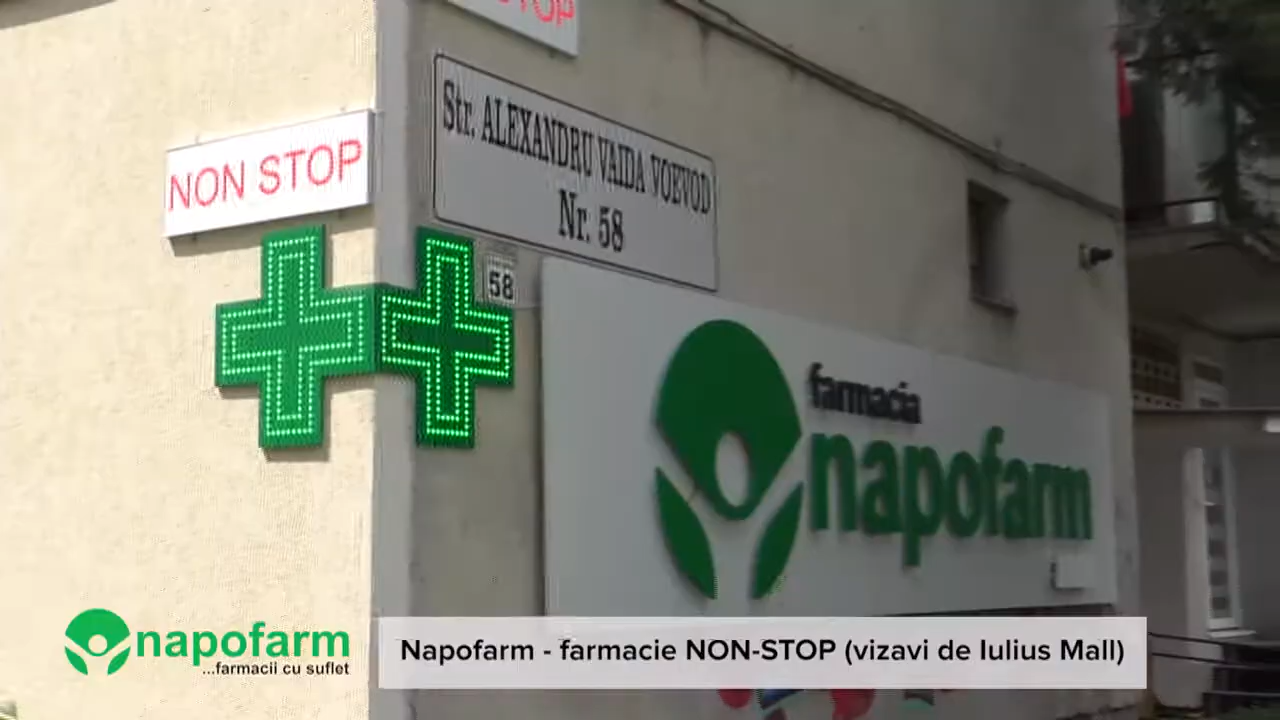 STOP
Str. ALEXANDRU VAIDA VOEVOD
Nr. 58
NON STOP
58
farmacia
napofarm
napofarm
...farmacii cu suflet
Napofarm - farmacie NON-STOP (vizavi de Iulius Mall)